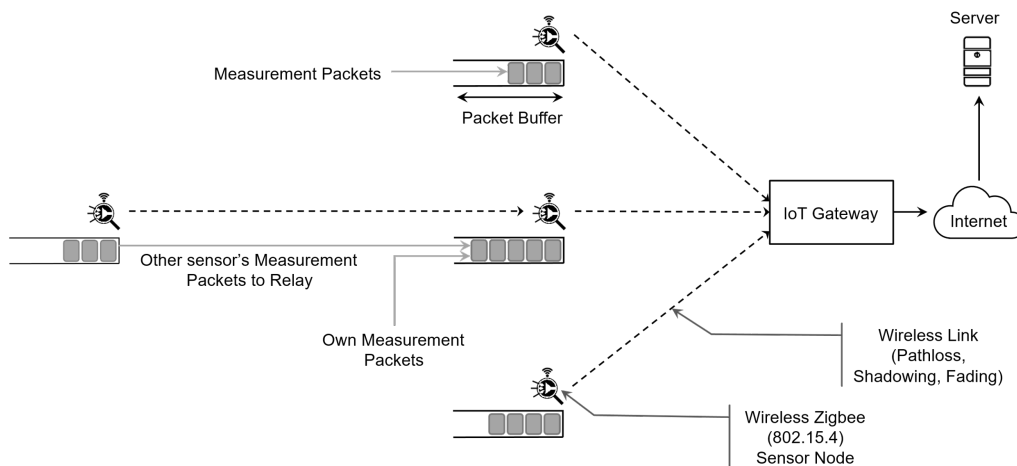 Server
Measurement Packets
Packet Buffer
IoT Gateway
Internet
Other sensor's Measurement
Packets to Relay
Own Measurement
Packets
Wireless Link
(Pathloss,
Shadowing, Fading)
Wireless Zigbee
(802.15.4)
Sensor Node